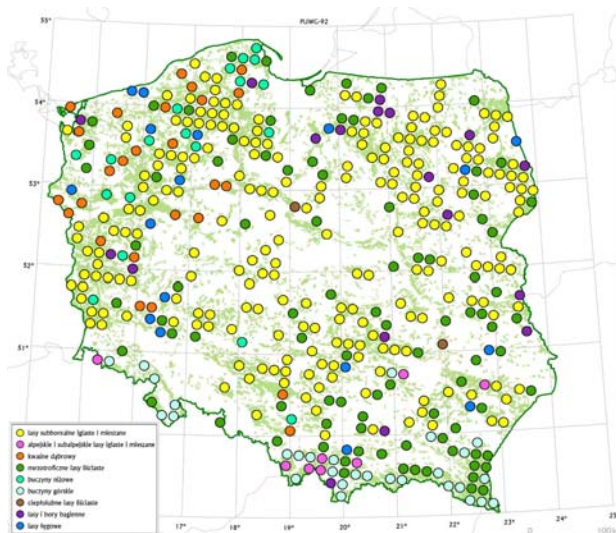 PUWG-92
55°
54°
53°
52°
51°
lasy subborealne iglaste i mieszane
alpejskie i subalpejskie lasy iglaste i mieszane
kwaśne dąbrowy
mezotroficzne lasy liściaste
buczyny niżowe
buczyny górskie
ciepłolubne lasy liściaste
lasy i bory bagienne
lasy łęgowe
17° 18° 19° 20° 21° 22° 23° 24° 25
0 100k